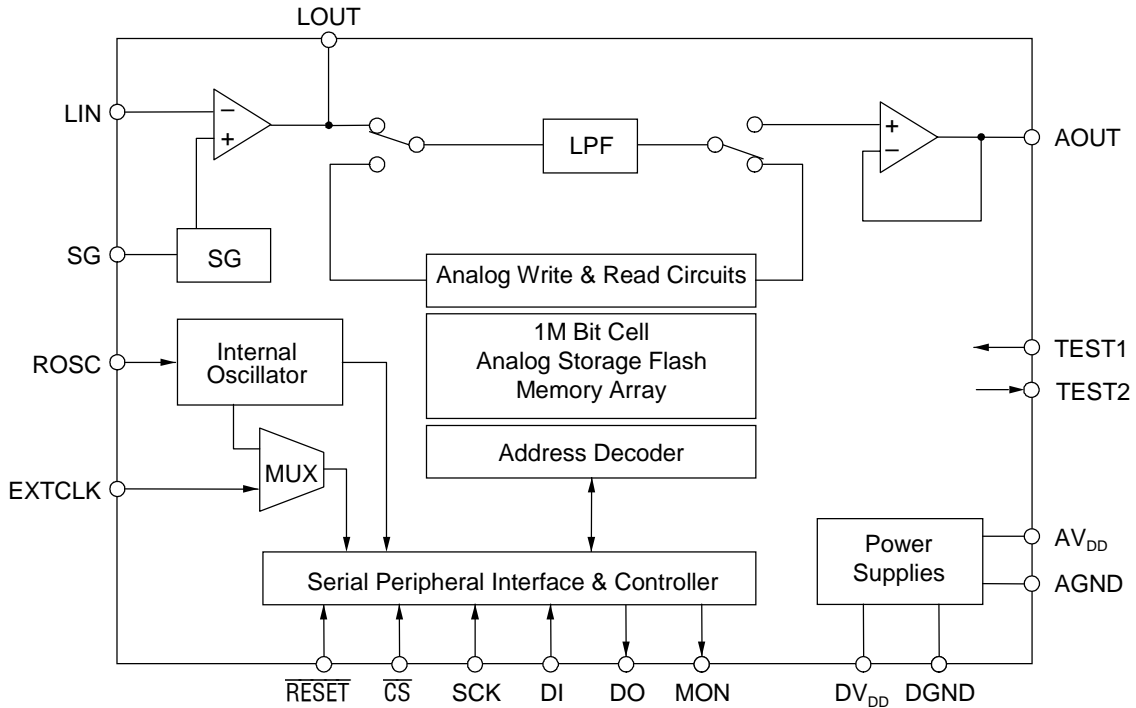 LOUT
LIN
−
+
LPF
+
−
AOUT
SG
SG
Analog Write & Read Circuits
1M Bit Cell
Analog Storage Flash
Memory Array
ROSC
Internal
Oscillator
TEST1
TEST2
Address Decoder
MUX
EXTCLK
Power
Supplies
AVDD
AGND
Serial Peripheral Interface & Controller
RESET
CS
SCK
DI
DO
MON
DVDD
DGND